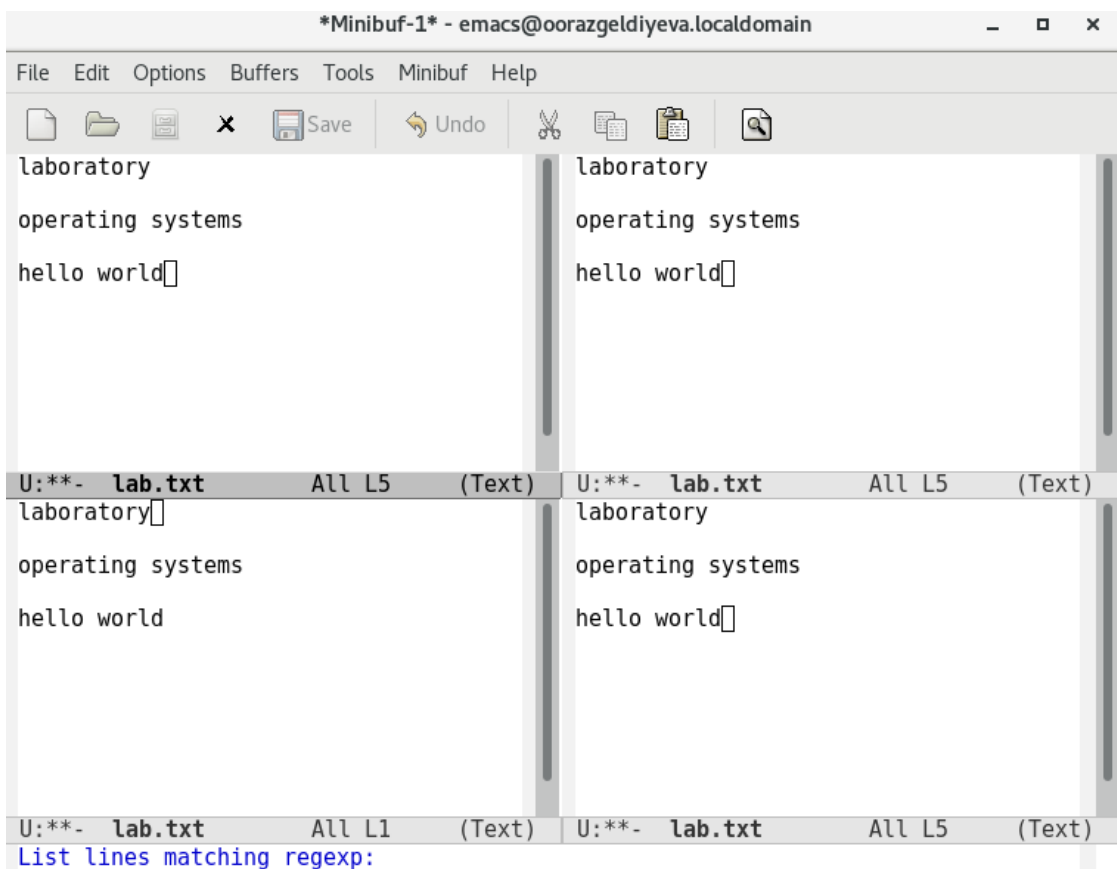 *Minibuf-1* - emacs@oorazgeldiyeva.localdomain
File Edit Options Buffers Tools Minibuf Help
Save Undo
laboratory
operating systems
hello world
U:**- lab.txt All L5 (Text)
laboratory
operating systems
hello world
U:**- lab.txt All L5 (Text)
laboratory
operating systems
hello world
U:**- lab.txt All L1 (Text)
laboratory
operating systems
hello world
U:**- lab.txt All L5 (Text)
List lines matching regexp: